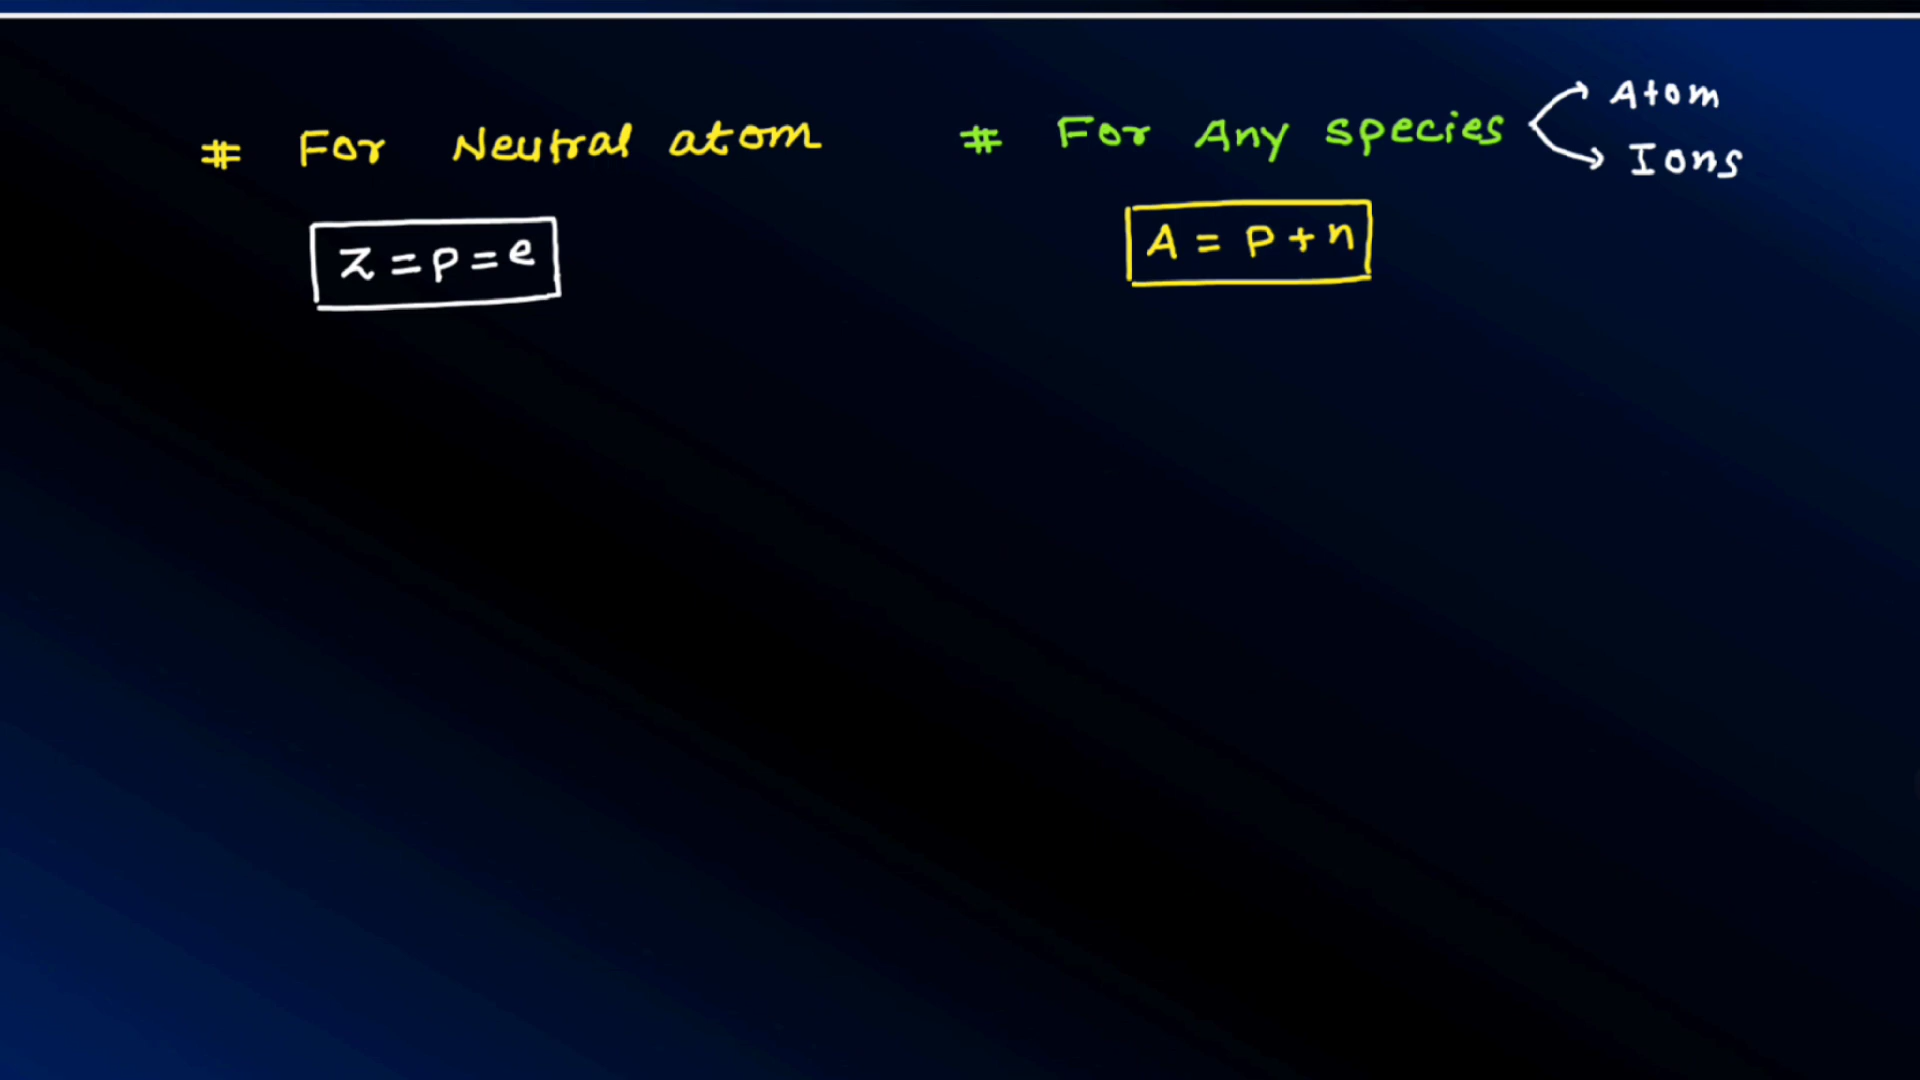 # For Neutral atom
Z = P = e
# For Any species
Atom
Ions
A = P + n